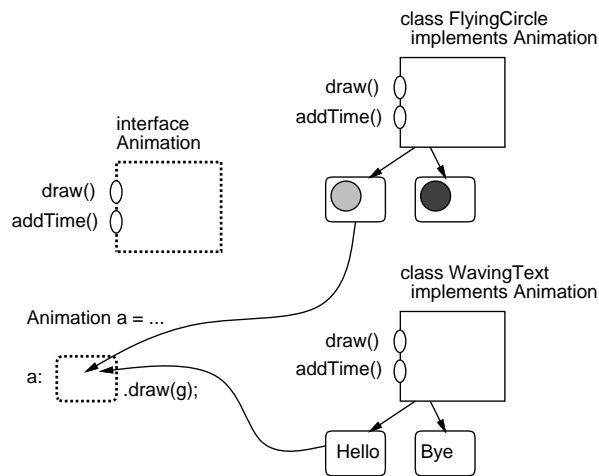 class FlyingCircle
implements Animation
draw()
addTime()
interface
Animation
draw()
addTime()
class WavingText
implements Animation
Animation a = ...
draw()
addTime()
a:
.draw(g);
Hello
Bye